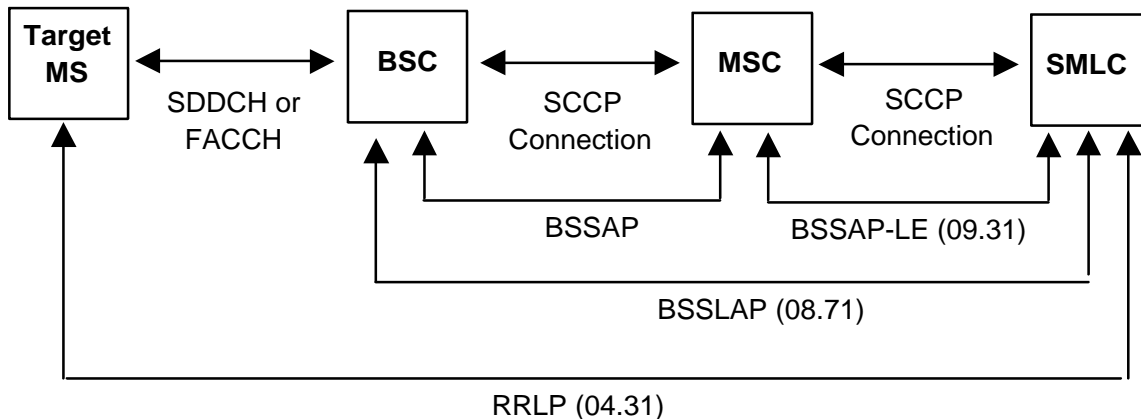 Target
MS
BSC
MSC
SMLC
SDDCH or
FACCH
SCCP
Connection
SCCP
Connection
BSSAP
BSSAP-LE (09.31)
BSSLAP (08.71)
RRLP (04.31)